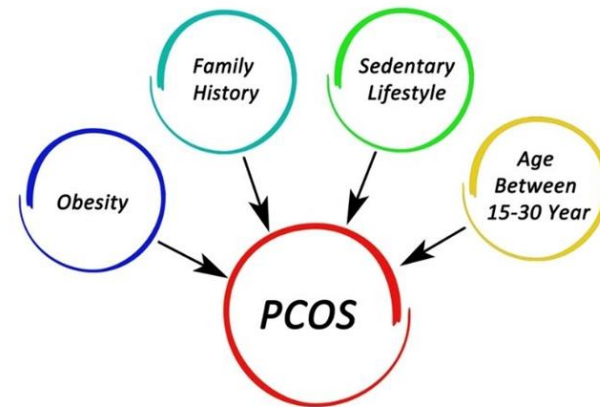 Family
History
Sedentary
Lifestyle
Obesity
Age
Between
15-30 Year
PCOS